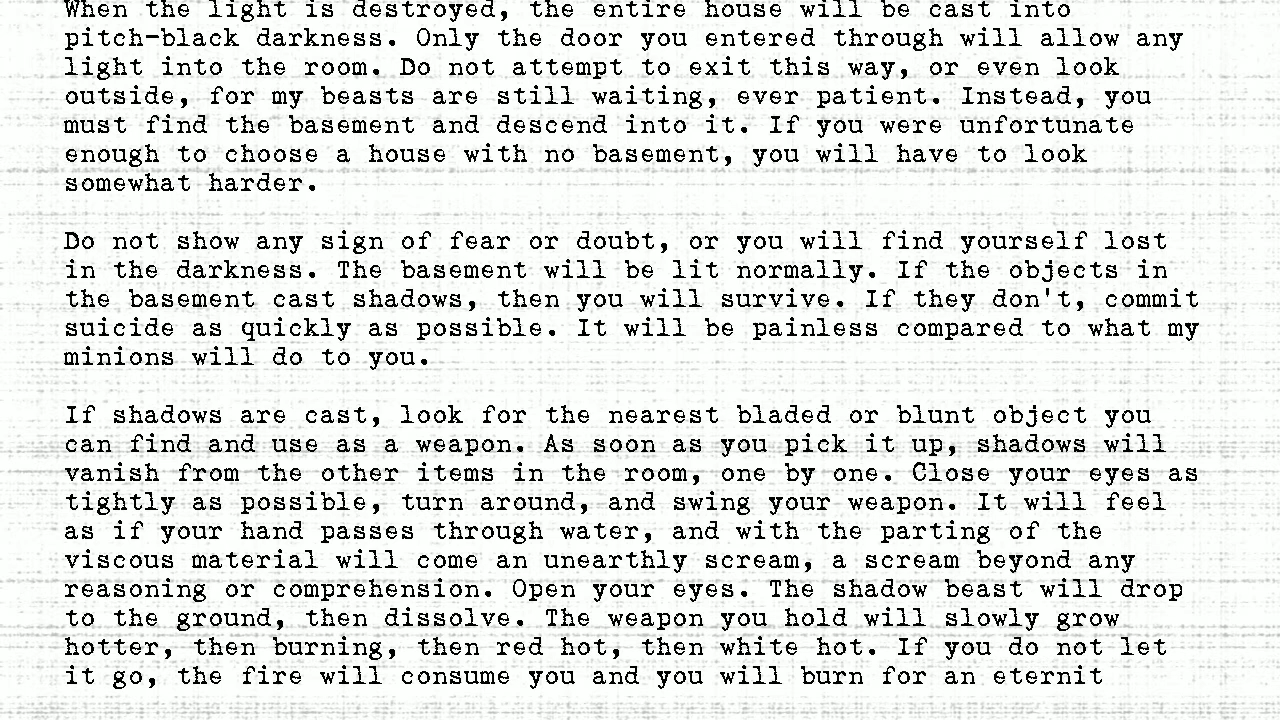 When the light is destroyed, the entire house will be cast into
pitch-black darkness. Only the door you entered through will allow any
light into the room. Do not attempt to exit this way, or even look
outside, for my beasts are still waiting, ever patient. Instead, you
must find the basement and descend into it. If you were unfortunate
enough to choose a house with no basement, you will have to look
somewhat harder.

Do not show any sign of fear or doubt, or you will find yourself lost
in the darkness. The basement will be lit normally. If the objects in
the basement cast shadows, then you will survive. If they don't, commit
suicide as quickly as possible. It will be painless compared to what my
minions will do to you.

If shadows are cast, look for the nearest bladed or blunt object you
can find and use as a weapon. As soon as you pick it up, shadows will
vanish from the other items in the room, one by one. Close your eyes as
tightly as possible, turn around, and swing your weapon. It will feel
as if your hand passes through water, and with the parting of the
viscous material will come an unearthly scream, a scream beyond any
reasoning or comprehension. Open your eyes. The shadow beast will drop
to the ground, then dissolve. The weapon you hold will slowly grow
hotter, then burning, then red hot, then white hot. If you do not let
it go, the fire will consume you and you will burn for an eternit